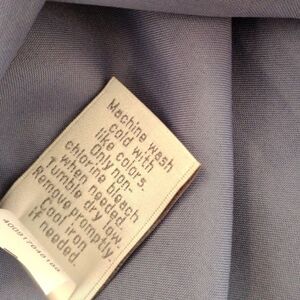 Machine wash
cold with
like colors.
Only non-
chlorine bleach
when needed.
Tumble dry low.
Remove promptly.
Cool iron
if needed.